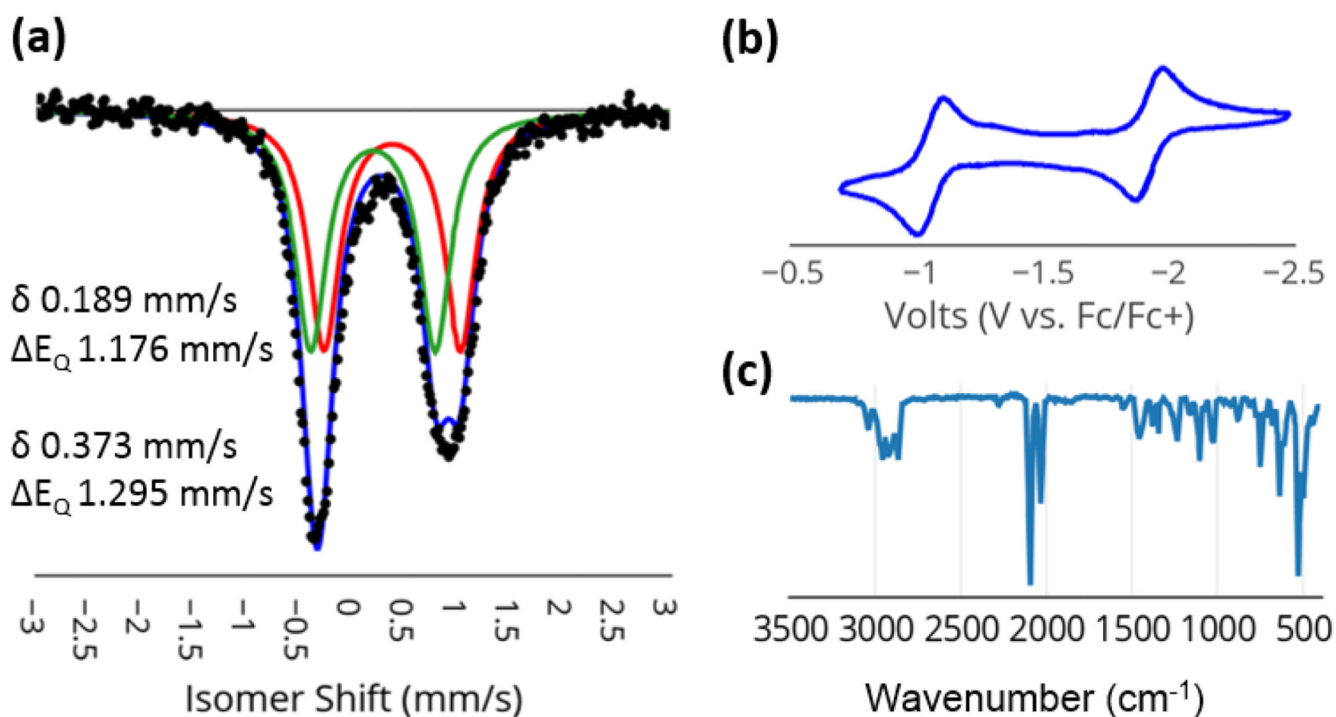 (a)
δ 0.189 mm/s
ΔE_Q 1.176 mm/s
δ 0.373 mm/s
ΔE_Q 1.295 mm/s
−3 −2.5 −2 −1.5 −1 −0.5 0 0.5 1 1.5 2 2.5 3
Isomer Shift (mm/s)
(b)
−0.5 −1 −1.5 −2 −2.5
Volts (V vs. Fc/Fc+)
(c)
3500 3000 2500 2000 1500 1000 500
Wavenumber (cm⁻¹)